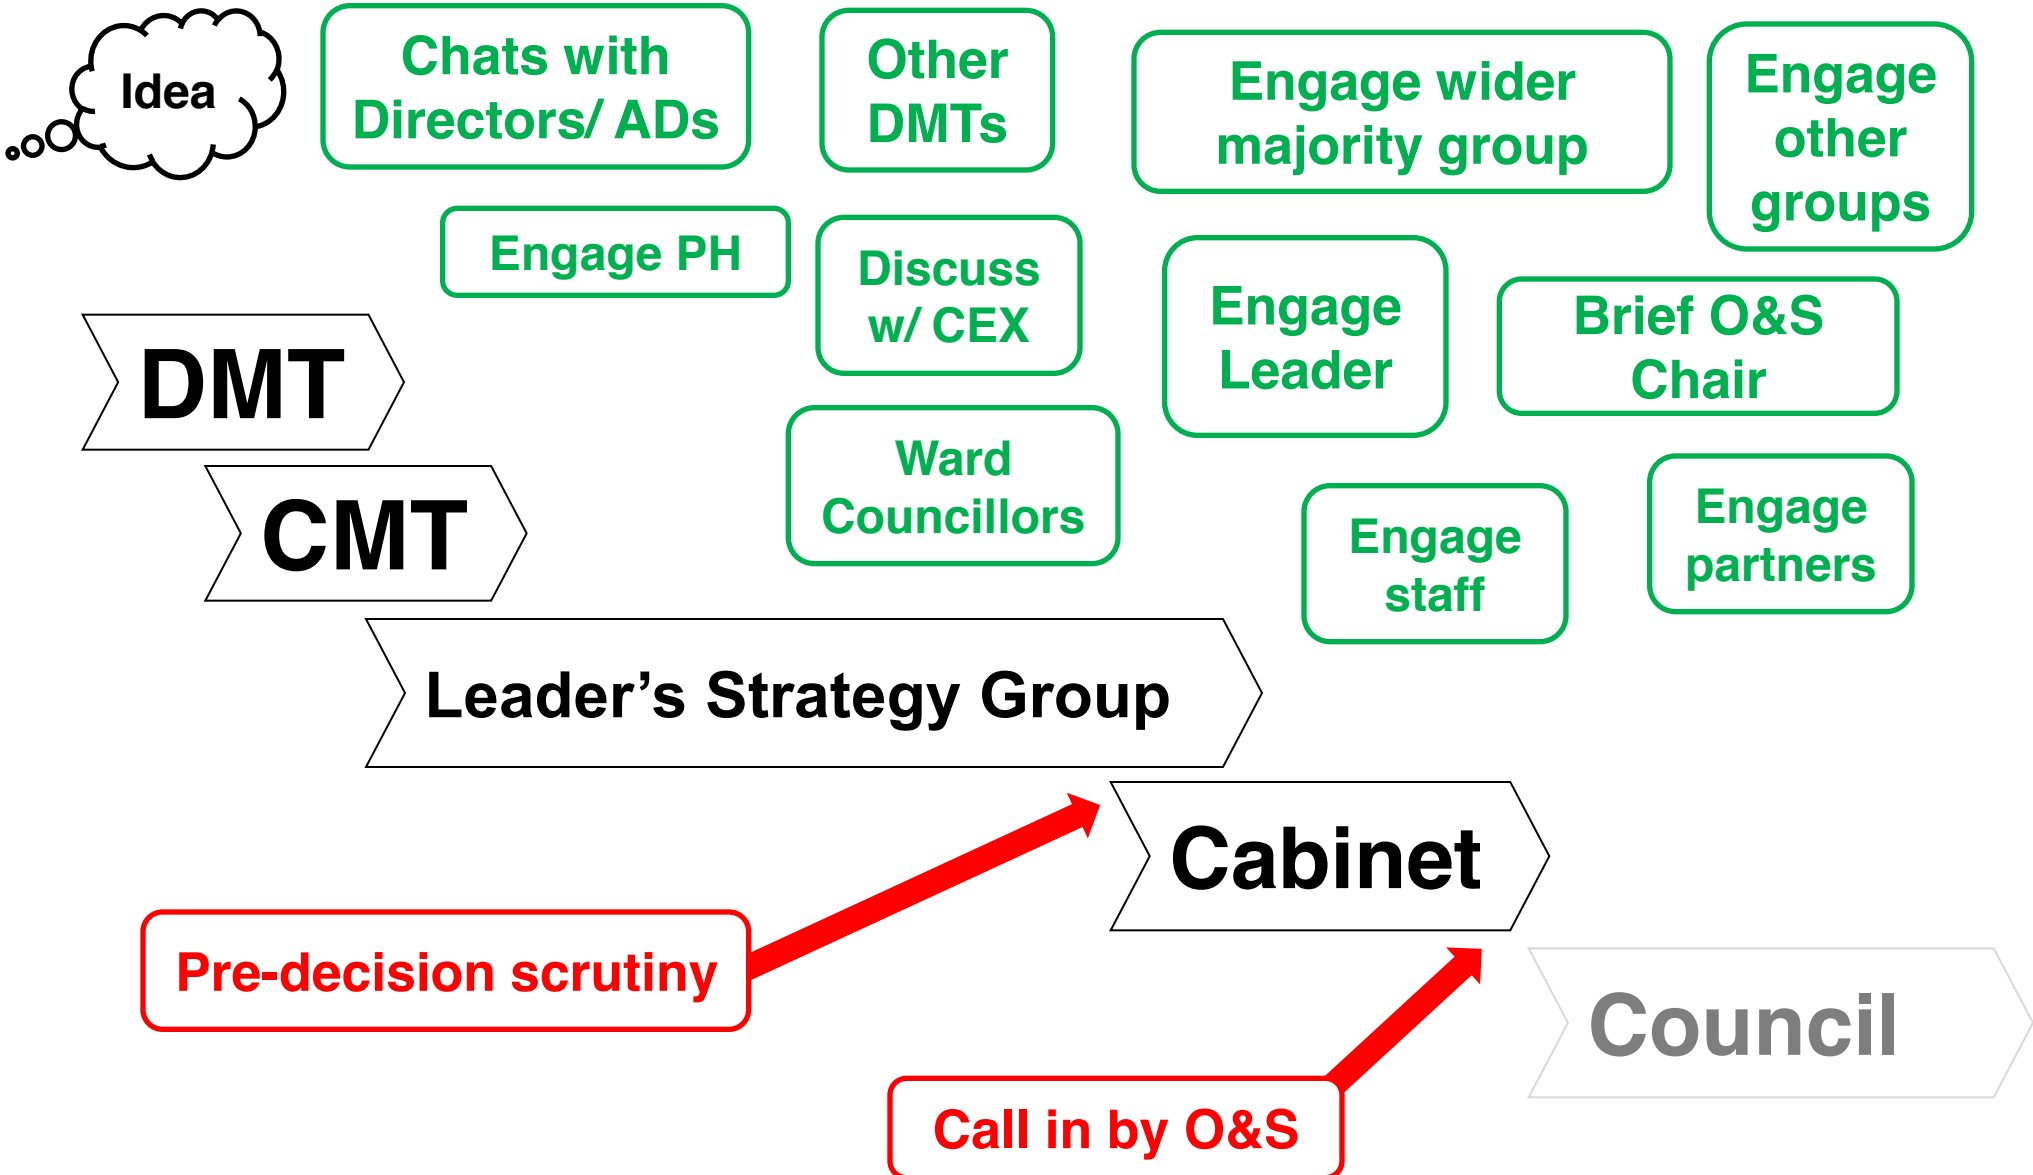 Idea
Chats with
Directors/ ADs
Other
DMTs
Engage wider
majority group
Engage
other
groups
Engage PH
Discuss
w/ CEX
Engage
Leader
Brief O&S
Chair
DMT
Ward
Councillors
Engage
staff
Engage
partners
CMT
Leader’s Strategy Group
Cabinet
Pre-decision scrutiny
Council
Call in by O&S